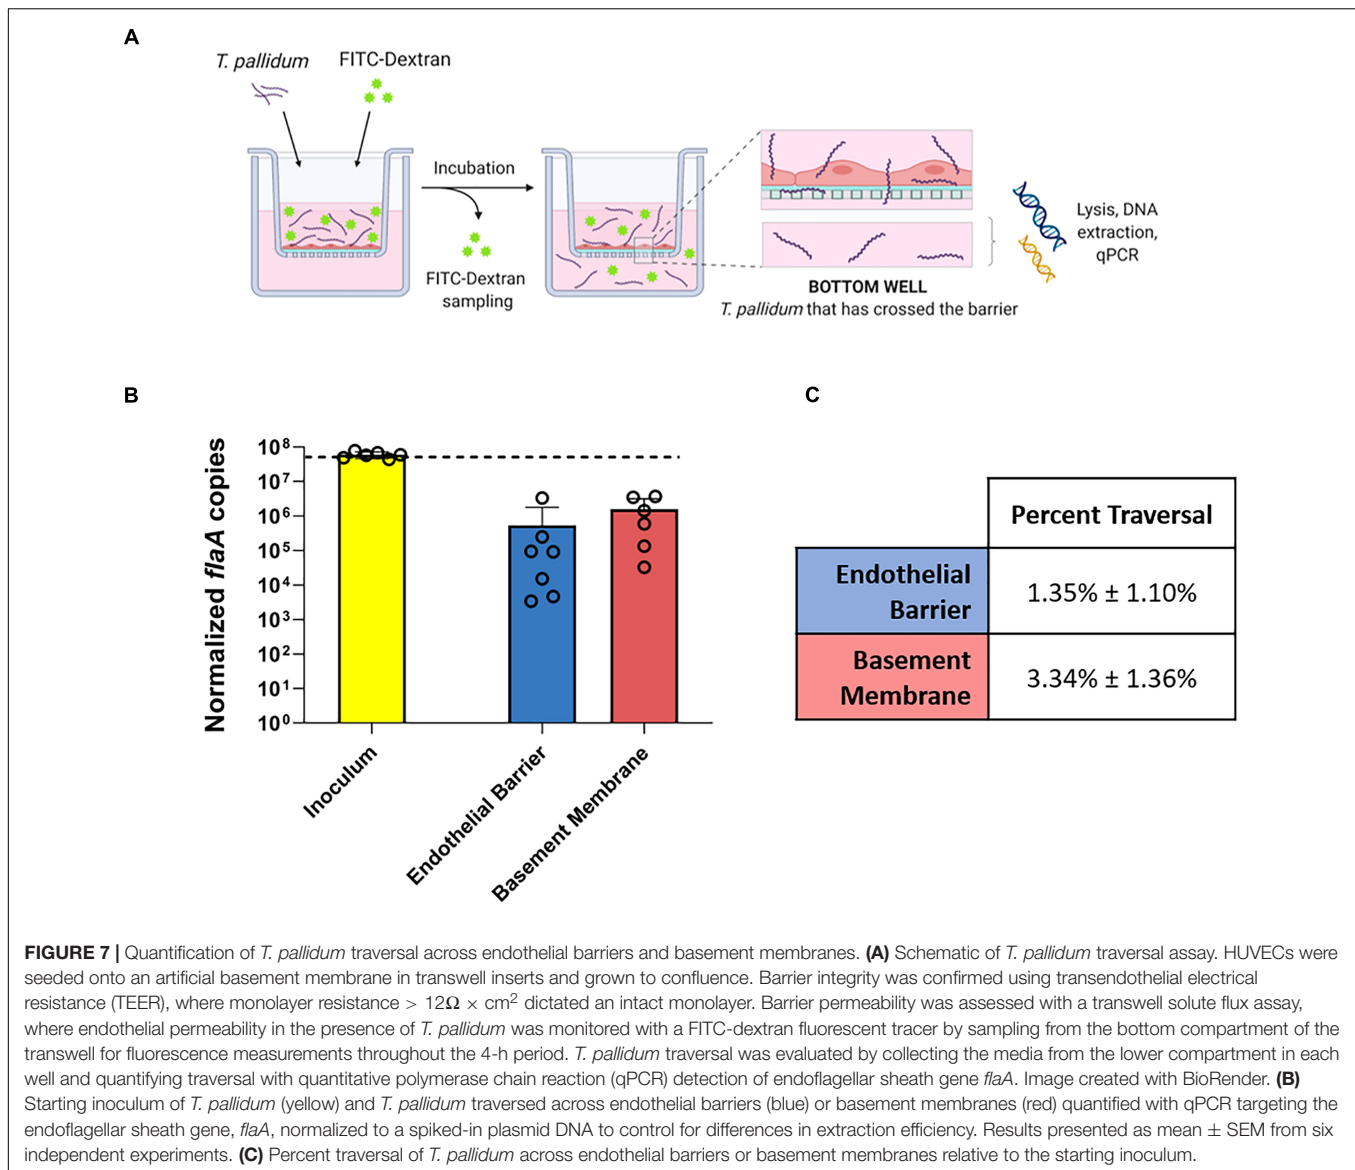 A
T. pallidum
FITC-Dextran
Incubation
FITC-Dextran
sampling
BOTTOM WELL
T. pallidum that has crossed the barrier
Lysis, DNA
extraction,
qPCR
B
Normalized flaA copies
10⁸
10⁷
10⁶
10⁵
10⁴
10³
10²
10¹
10⁰
Inoculum
Endothelial Barrier
Basement Membrane
C
Percent Traversal
Endothelial
Barrier
1.35% ± 1.10%
Basement
Membrane
3.34% ± 1.36%
FIGURE 7 | Quantification of T. pallidum traversal across endothelial barriers and basement membranes. (A) Schematic of T. pallidum traversal assay. HUVECs were
seeded onto an artificial basement membrane in transwell inserts and grown to confluence. Barrier integrity was confirmed using transendothelial electrical
resistance (TEER), where monolayer resistance > 12Ω × cm² dictated an intact monolayer. Barrier permeability was assessed with a transwell solute flux assay,
where endothelial permeability in the presence of T. pallidum was monitored with a FITC-dextran fluorescent tracer by sampling from the bottom compartment of the
transwell for fluorescence measurements throughout the 4-h period. T. pallidum traversal was evaluated by collecting the media from the lower compartment in each
well and quantifying traversal with quantitative polymerase chain reaction (qPCR) detection of endoflagellar sheath gene flaA. Image created with BioRender. (B)
Starting inoculum of T. pallidum (yellow) and T. pallidum traversed across endothelial barriers (blue) or basement membranes (red) quantified with qPCR targeting the
endoflagellar sheath gene, flaA, normalized to a spiked-in plasmid DNA to control for differences in extraction efficiency. Results presented as mean ± SEM from six
independent experiments. (C) Percent traversal of T. pallidum across endothelial barriers or basement membranes relative to the starting inoculum.